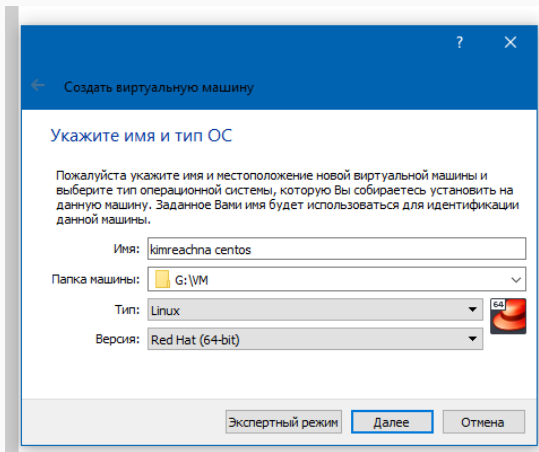 ?
Создать виртуальную машину
Укажите имя и тип ОС
Пожалуйста укажите имя и местоположение новой виртуальной машины и
выберите тип операционной системы, которую Вы собираетесь установить на
данную машину. Заданное Вами имя будет использоваться для идентификации
данной машины.
Имя: kimreachna centos
Папка машины: G:\VM
Тип: Linux 64
Версия: Red Hat (64-bit)
Экспертный режим Далее Отмена